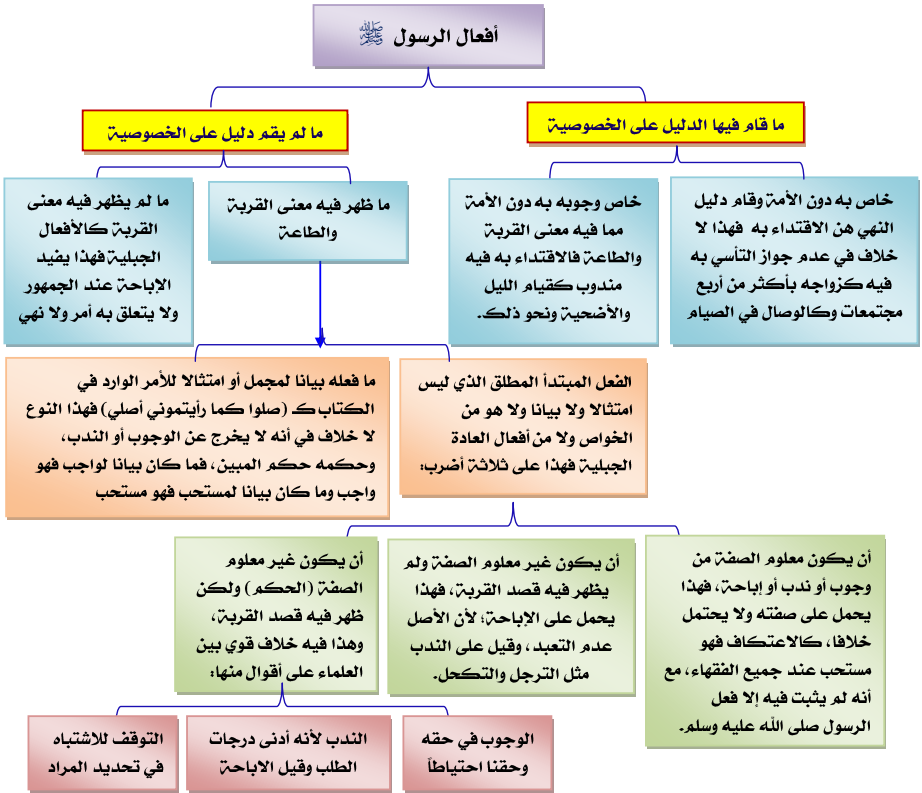 أفعال الرسول ﷺ
ما قام فيها الدليل على الخصوصية
ما لم يقم دليل على الخصوصية
خاص به دون الأمة وقام دليل
النهي هن الاقتداء به فهذا لا
خلاف في عدم جواز التأسي به
فيه كزواجه بأكثر من أربع
مجتمعات وكالوصال في الصيام
خاص وجوبه به دون الأمة
مما فيه معنى القربة
والطاعة فالاقتداء به فيه
مندوب كقيام الليل
والأضحية ونحو ذلك.
ما ظهر فيه معنى القربة
والطاعة
ما لم يظهر فيه معنى
القربة كالأفعال
الجبلية فهذا يفيد
الإباحة عند الجمهور
ولا يتعلق به أمر ولا نهي
الفعل المبتدأ المطلق الذي ليس
امتثالا ولا بيانا ولا هو من
الخواص ولا من أفعال العادة
الجبلية فهذا على ثلاثة أضرب:
ما فعله بيانا لمجمل أو امتثالا للأمر الوارد في
الكتاب كـ (صلوا كما رأيتموني أصلي) فهذا النوع
لا خلاف في أنه لا يخرج عن الوجوب أو الندب،
وحكمه حكم المبين، فما كان بيانا لواجب فهو
واجب وما كان بيانا لمستحب فهو مستحب
أن يكون معلوم الصفة من
وجوب أو ندب أو إباحة، فهذا
يحمل على صفته ولا يحتمل
خلافا، كالاعتكاف فهو
مستحب عند جميع الفقهاء، مع
أنه لم يثبت فيه إلا فعل
الرسول صلى الله عليه وسلم.
أن يكون غير معلوم الصفة ولم
يظهر فيه قصد القربة، فهذا
يحمل على الإباحة؛ لأن الأصل
عدم التعبد، وقيل على الندب
مثل الترجل والتكحل.
أن يكون غير معلوم
الصفة (الحكم) ولكن
ظهر فيه قصد القربة،
وهذا فيه خلاف قوي بين
العلماء على أقوال منها:
الوجوب في حقه
وحقنا احتياطاً
الندب لأنه أدنى درجات
الطلب وقيل الاباحة
التوقف للاشتباه
في تحديد المراد